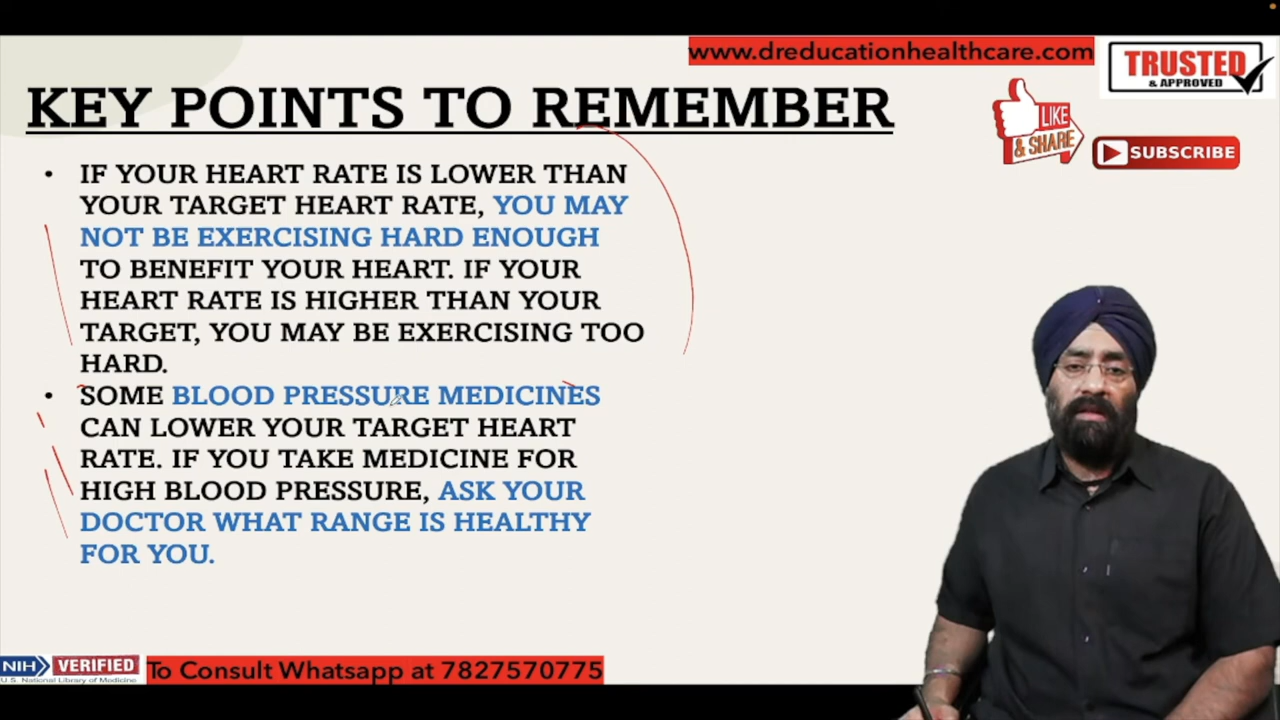 www.dreducationhealthcare.com
TRUSTED
& APPROVED
KEY POINTS TO REMEMBER
LIKE
& SHARE
SUBSCRIBE
• IF YOUR HEART RATE IS LOWER THAN
YOUR TARGET HEART RATE, YOU MAY
NOT BE EXERCISING HARD ENOUGH
TO BENEFIT YOUR HEART. IF YOUR
HEART RATE IS HIGHER THAN YOUR
TARGET, YOU MAY BE EXERCISING TOO
HARD.
• SOME BLOOD PRESSURE MEDICINES
CAN LOWER YOUR TARGET HEART
RATE. IF YOU TAKE MEDICINE FOR
HIGH BLOOD PRESSURE, ASK YOUR
DOCTOR WHAT RANGE IS HEALTHY
FOR YOU.
NIH VERIFIED
U.S. National Library of Medicine
To Consult Whatsapp at 7827570775